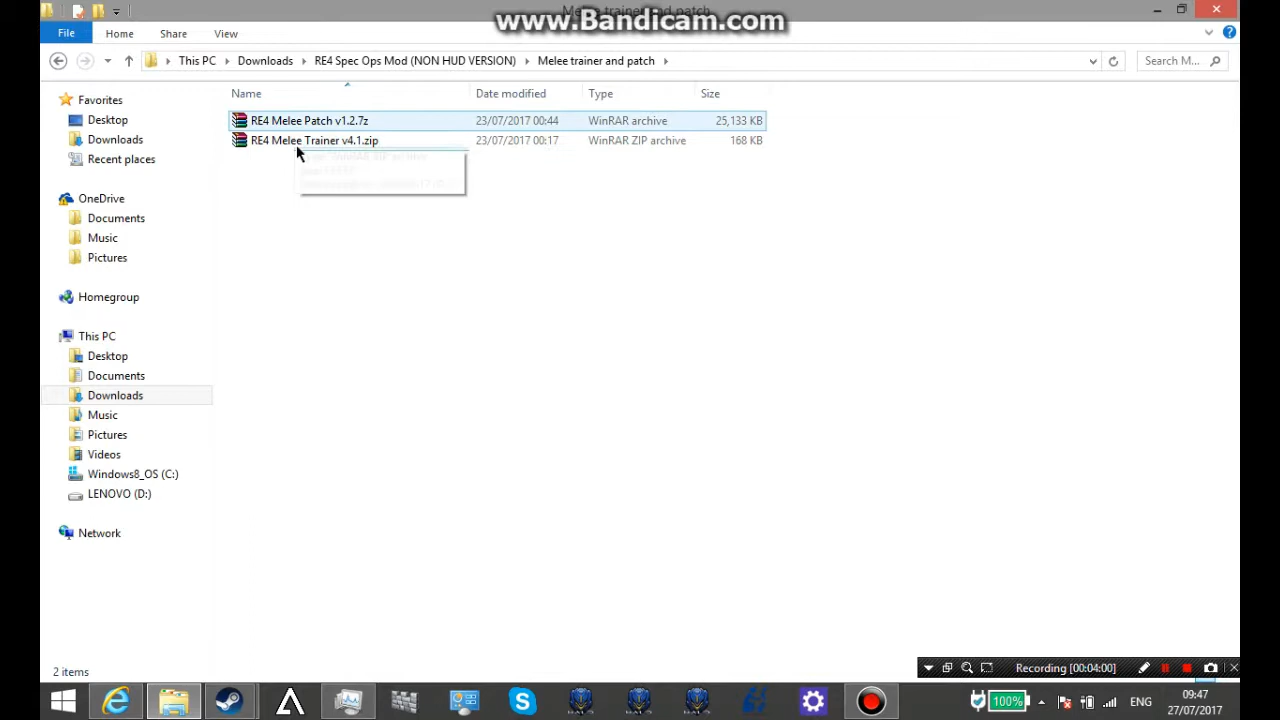 www.Bandicam.com
File
Home
Share
View
This PC
Downloads
RE4 Spec Ops Mod (NON HUD VERSION)
Melee trainer and patch
Search M...
Name
Date modified
Type
Size
RE4 Melee Patch v1.2.7z
23/07/2017 00:44
WinRAR archive
25,133 KB
RE4 Melee Trainer v4.1.zip
23/07/2017 00:17
WinRAR ZIP archive
168 KB
Favorites
Desktop
Downloads
Recent places
OneDrive
Documents
Music
Pictures
Homegroup
This PC
Desktop
Documents
Downloads
Music
Pictures
Videos
Windows8_OS (C:)
LENOVO (D:)
Network
2 items
Recording [00:04:00]
100%
ENG
09:47
27/07/2017